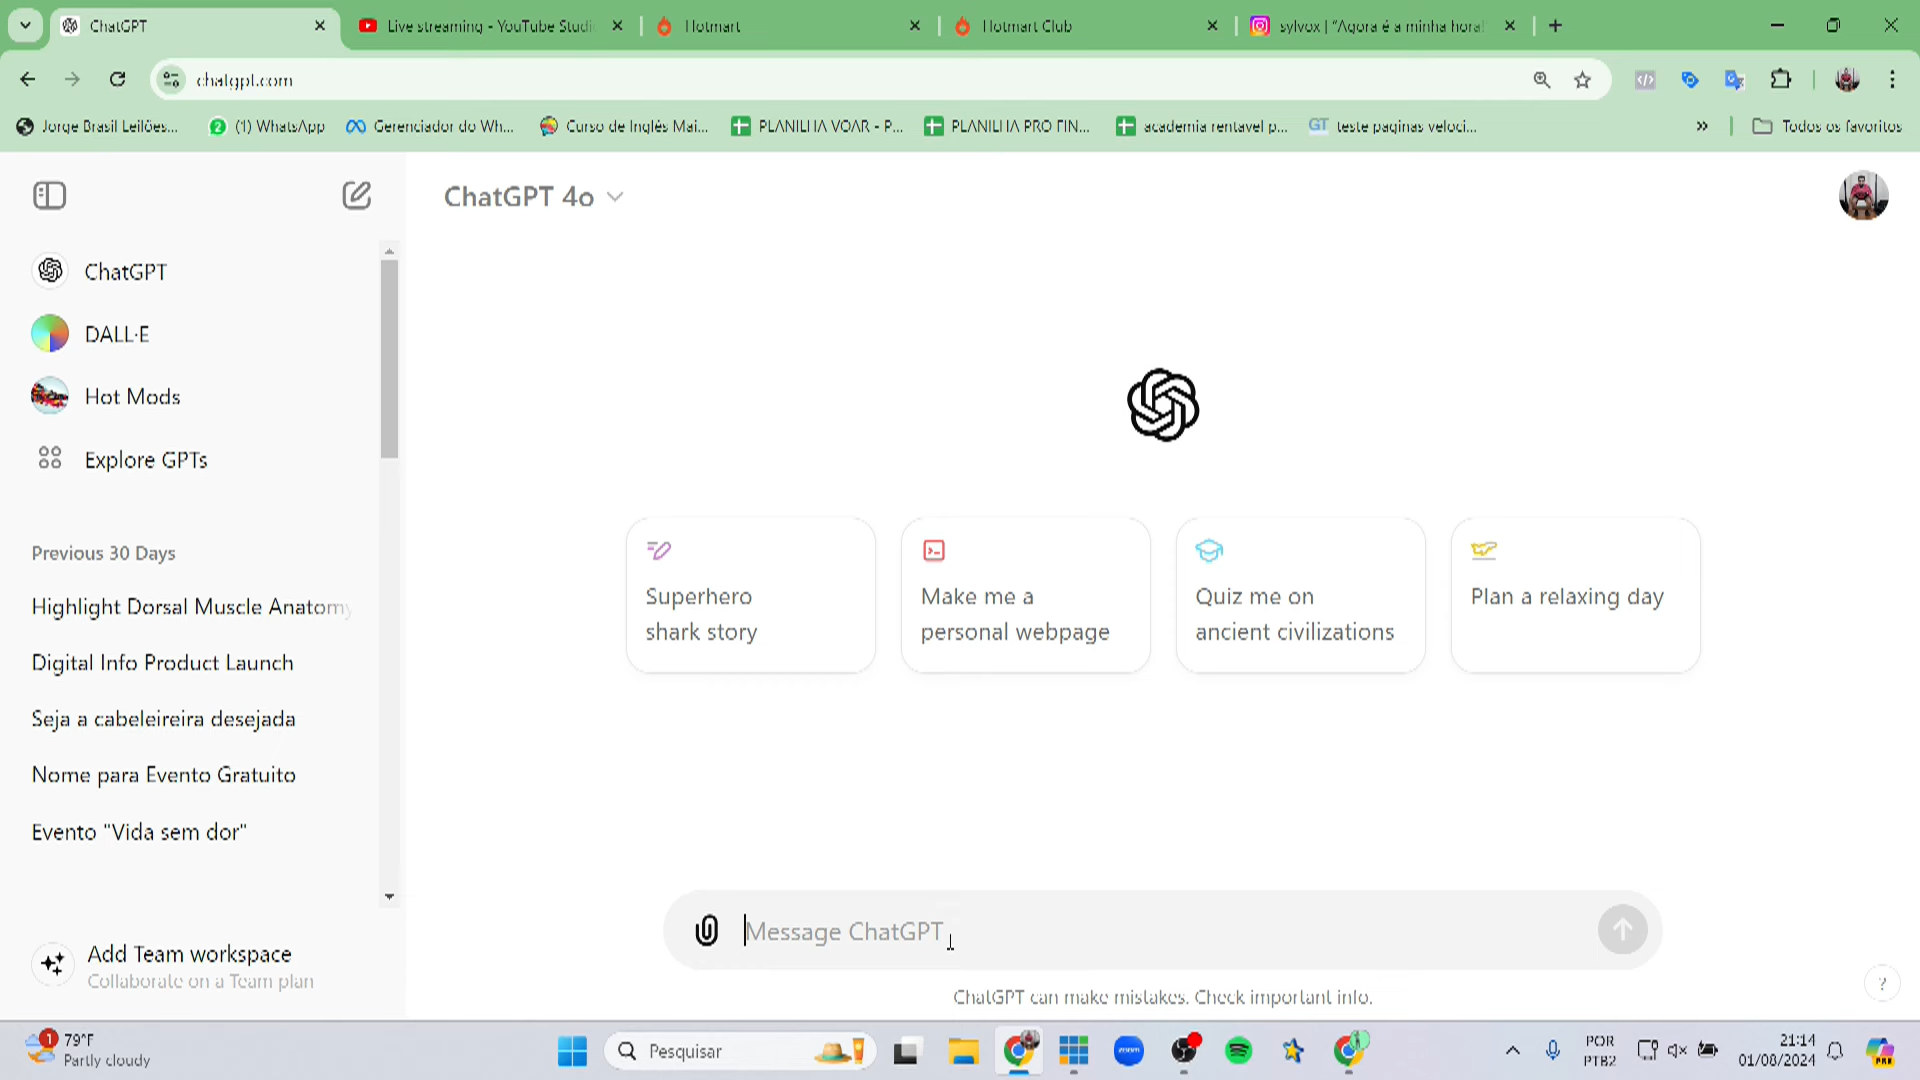 ChatGPT
Live streaming - YouTube Studi
Hotmart
Hotmart Club
sylvox | "Agora é a minha hora!
chatgpt.com
Jorge Brasil Leilões...
(1) WhatsApp
Gerenciador do Wh...
Curso de Inglês Mai...
PLANILHA VOAR - P...
PLANILHA PRO FIN...
academia rentavel p...
GT teste paginas veloci...
Todos os favoritos
ChatGPT 4o
ChatGPT
DALL·E
Hot Mods
Explore GPTs
Previous 30 Days
Highlight Dorsal Muscle Anatomy
Digital Info Product Launch
Seja a cabeleireira desejada
Nome para Evento Gratuito
Evento "Vida sem dor"
Add Team workspace
Collaborate on a Team plan
Superhero
shark story
Make me a
personal webpage
Quiz me on
ancient civilizations
Plan a relaxing day
Message ChatGPT
ChatGPT can make mistakes. Check important info.
?
1
79°F
Partly cloudy
Pesquisar
zoom
POR
PTB2
21:14
01/08/2024
PRE